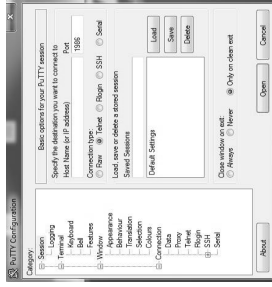 PuTTY Configuration
Category:
Session
Logging
Terminal
Keyboard
Bell
Features
Window
Appearance
Behaviour
Translation
Selection
Colours
Connection
Data
Proxy
Telnet
Rlogin
SSH
Serial
Basic options for your PuTTY session
Specify the destination you want to connect to
Host Name (or IP address) Port
1986
Connection type:
Raw Telnet Rlogin SSH Serial
Load, save or delete a stored session
Saved Sessions
Default Settings
Load
Save
Delete
Close window on exit:
Always Never Only on clean exit
About Open Cancel